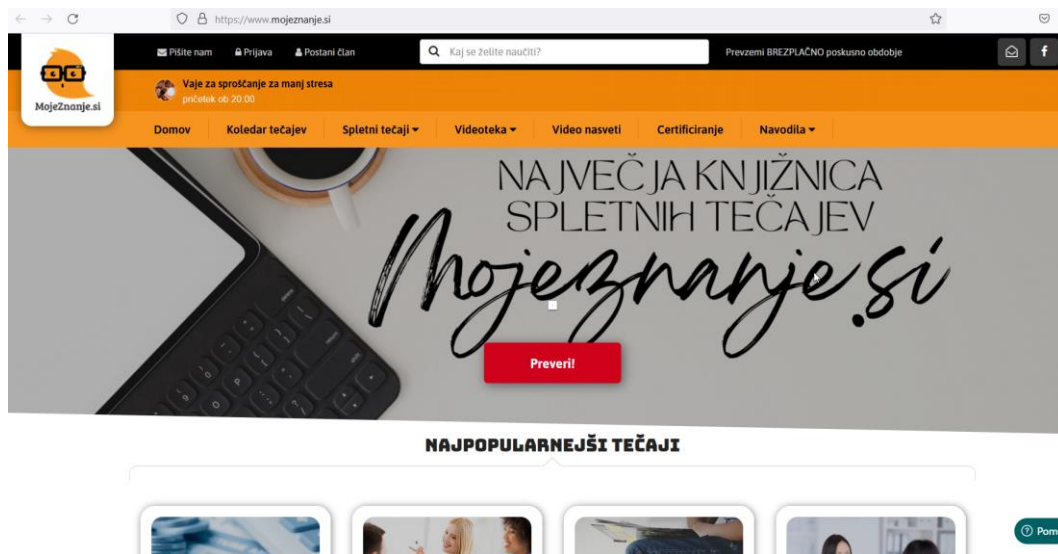 https://www.mojeznanje.si
Pišite nam
Prijava
Postani član
Kaj se želite naučiti?
Prevzemi BREZPLAČNO poskusno obdobje
MojeZnanje.si
Vaje za sproščanje za manj stresa
pričetek ob 20:00
Domov
Koledar tečajev
Spletni tečaji
Videoteka
Video nasveti
Certificiranje
Navodila
NAJVEČJA KNJIŽNICA
SPLETNIH TEČAJEV
Mojeznanje.si
Preveri!
NAJPOPULARNEJŠI TEČAJI
Pom